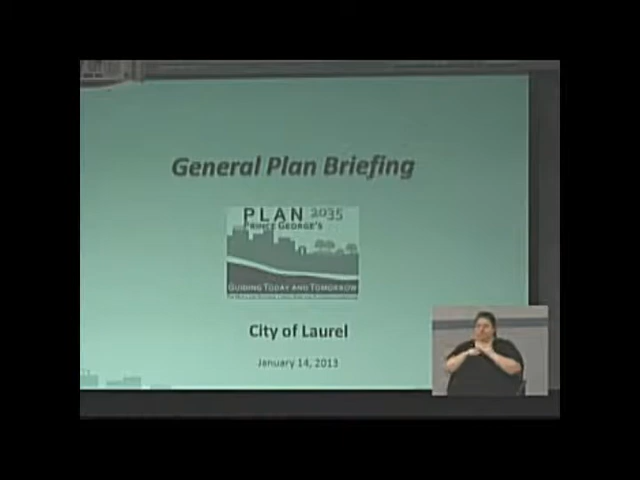 General Plan Briefing
PLAN 2035
PRINCE GEORGE'S
GUIDING TODAY AND TOMORROW
City of Laurel
January 14, 2013